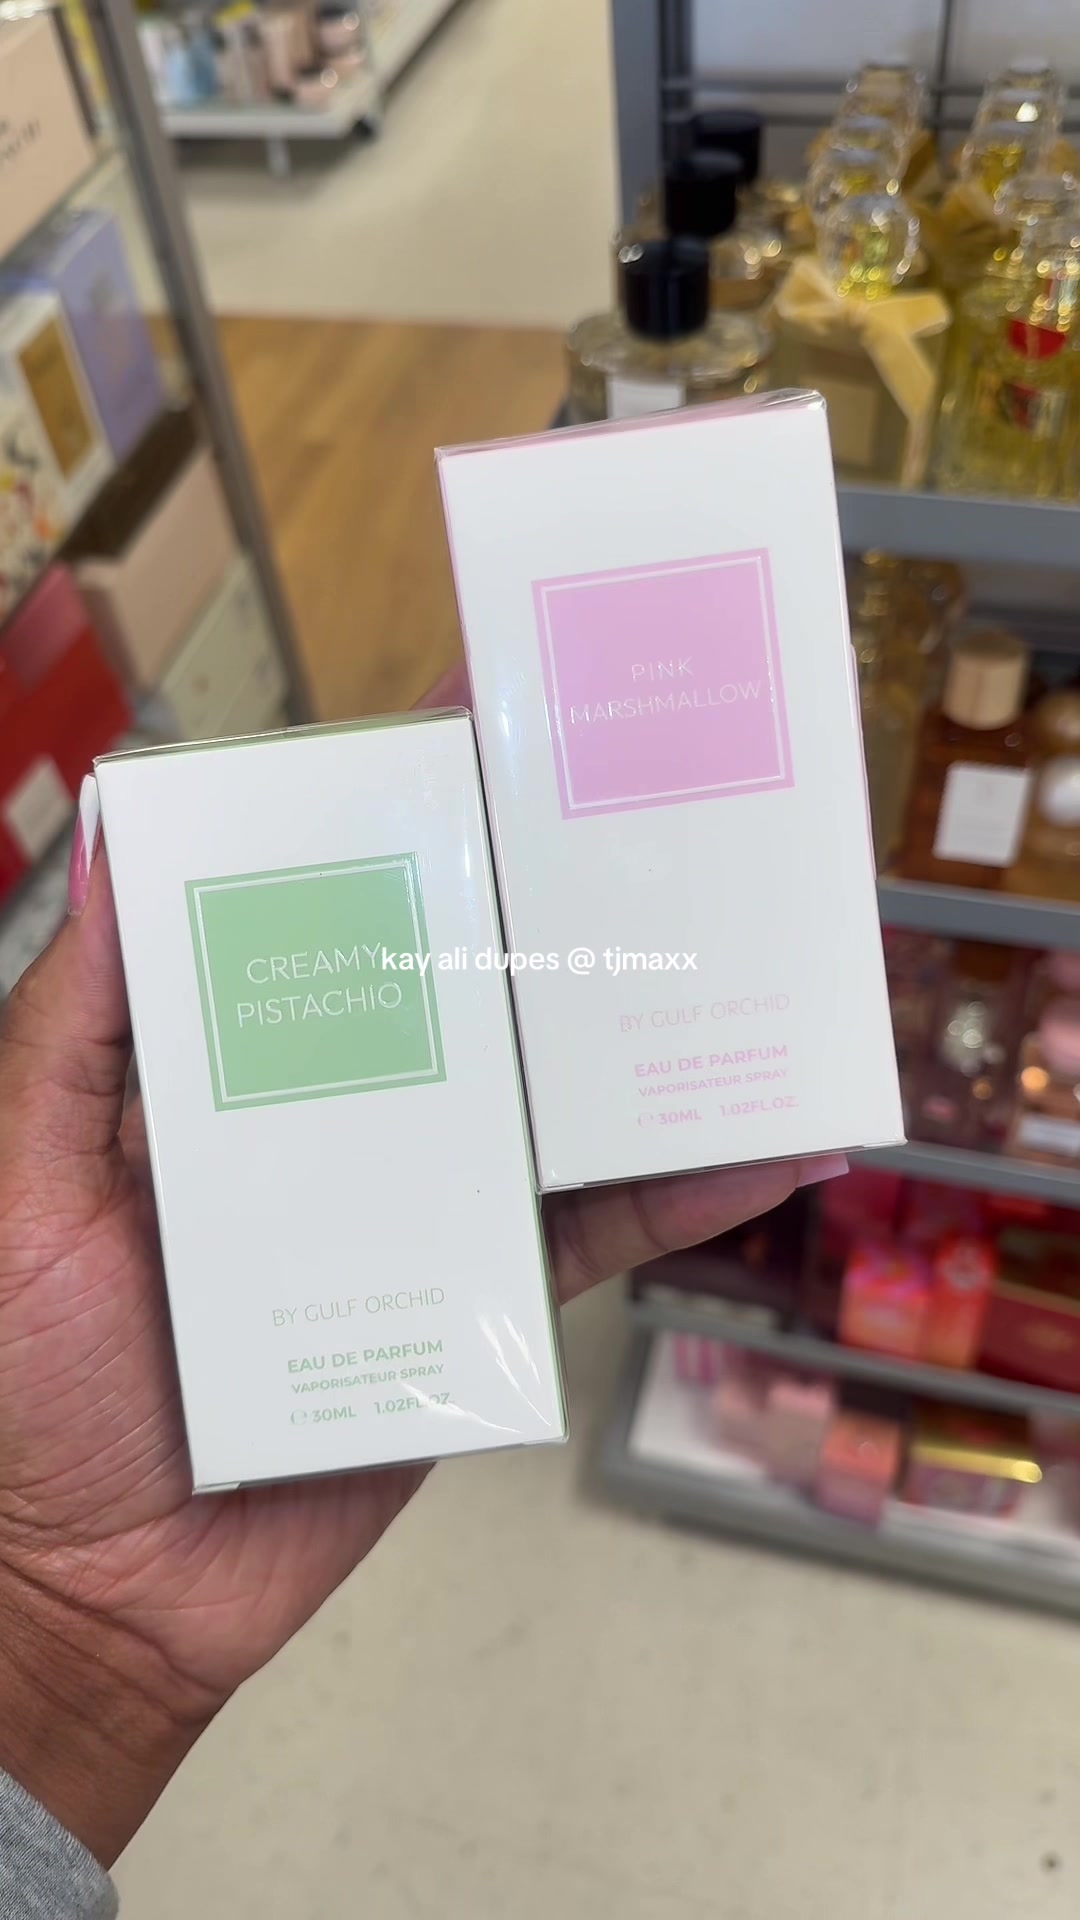 PINK
MARSHMALLOW
BY GULF ORCHID
EAU DE PARFUM
VAPORISATEUR SPRAY
℮ 30ML 1.02FL.OZ.
kay ali dupes @ tjmaxx
CREAMY
PISTACHIO
BY GULF ORCHID
EAU DE PARFUM
VAPORISATEUR SPRAY
℮ 30ML 1.02FL.OZ.